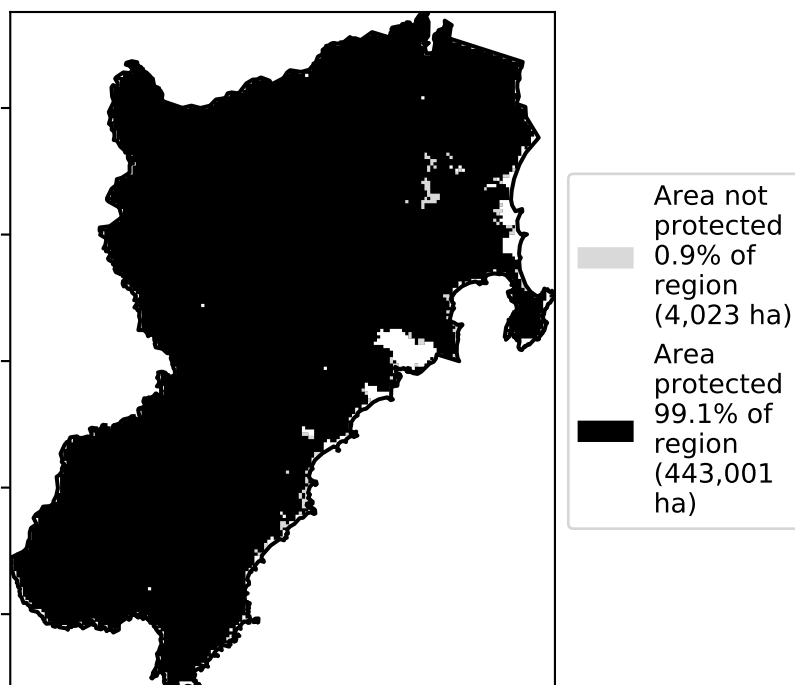 Area not
protected
0.9% of
region
(4,023 ha)
Area
protected
99.1% of
region
(443,001
ha)